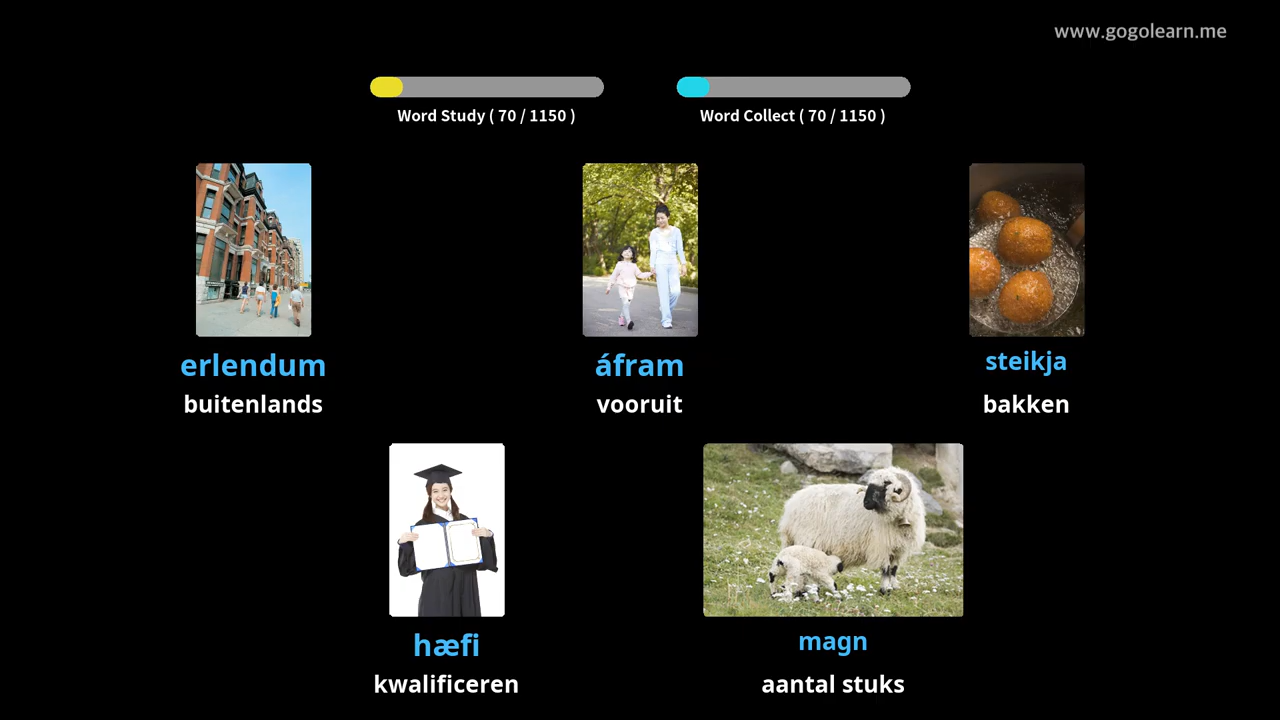 www.gogolearn.me
Word Study ( 70 / 1150 )
Word Collect ( 70 / 1150 )
erlendum
buitenlands
áfram
vooruit
steikja
bakken
hæfi
kwalificeren
magn
aantal stuks